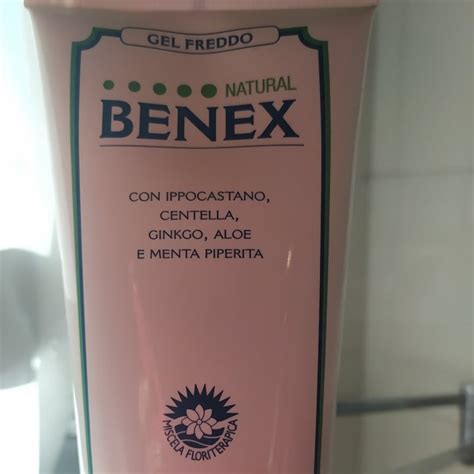 GEL FREDDO
NATURAL
BENEX
CON IPPOCASTANO,
CENTELLA,
GINKGO, ALOE
E MENTA PIPERITA
MISCELA FLORITERAPICA